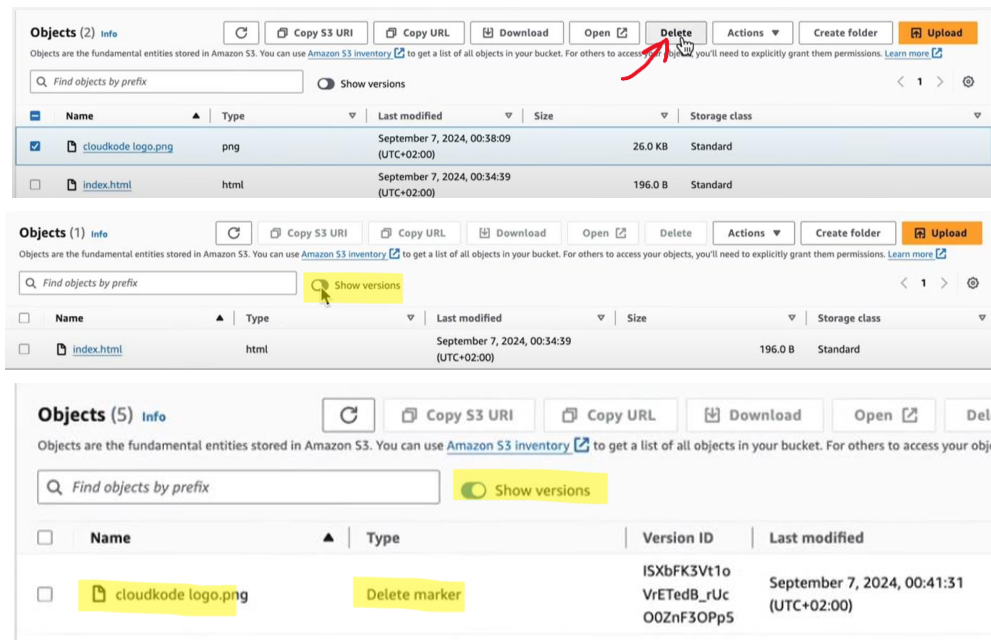 Objects (2) Info Copy S3 URI Copy URL Download Open Delete Actions Create folder Upload
Objects are the fundamental entities stored in Amazon S3. You can use Amazon S3 inventory to get a list of all objects in your bucket. For others to access your objects, you'll need to explicitly grant them permissions. Learn more
Find objects by prefix Show versions 1
Name Type Last modified Size Storage class
cloudkode logo.png png September 7, 2024, 00:38:09 (UTC+02:00) 26.0 KB Standard
index.html html September 7, 2024, 00:34:39 (UTC+02:00) 196.0 B Standard
Objects (1) Info Copy S3 URI Copy URL Download Open Delete Actions Create folder Upload
Objects are the fundamental entities stored in Amazon S3. You can use Amazon S3 inventory to get a list of all objects in your bucket. For others to access your objects, you'll need to explicitly grant them permissions. Learn more
Find objects by prefix Show versions 1
Name Type Last modified Size Storage class
index.html html September 7, 2024, 00:34:39 (UTC+02:00) 196.0 B Standard
Objects (5) Info Copy S3 URI Copy URL Download Open Del
Objects are the fundamental entities stored in Amazon S3. You can use Amazon S3 inventory to get a list of all objects in your bucket. For others to access your obj
Find objects by prefix Show versions
Name Type Version ID Last modified
cloudkode logo.png Delete marker ISXbFK3Vt1o VrETedB_rUc O0ZnF3OPp5 September 7, 2024, 00:41:31 (UTC+02:00)